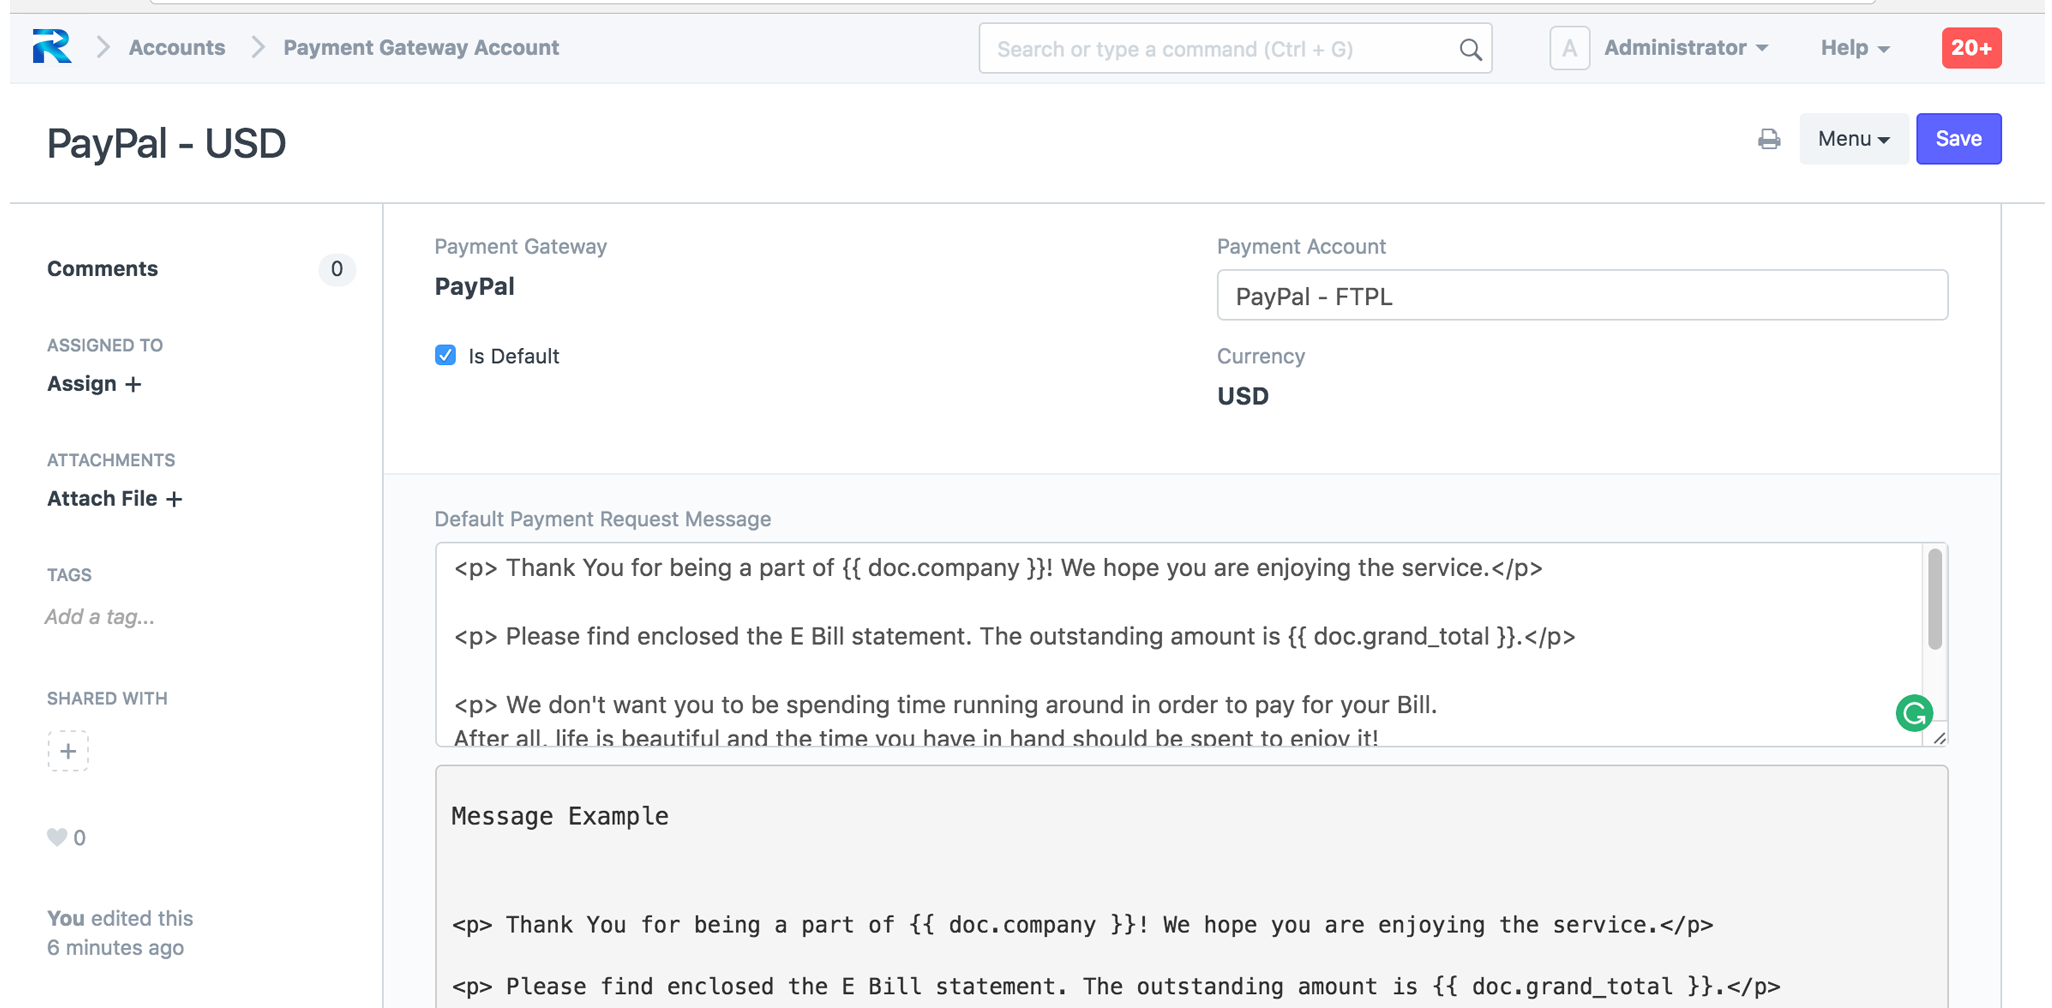 Accounts
Payment Gateway Account
Search or type a command (Ctrl + G)
A
Administrator
Help
20+
PayPal - USD
Menu
Save
Comments
0
ASSIGNED TO
Assign +
ATTACHMENTS
Attach File +
TAGS
Add a tag...
SHARED WITH
+
0
You edited this
6 minutes ago
Payment Gateway
PayPal
Is Default
Payment Account
PayPal - FTPL
Currency
USD
Default Payment Request Message
<p> Thank You for being a part of {{ doc.company }}! We hope you are enjoying the service.</p>
<p> Please find enclosed the E Bill statement. The outstanding amount is {{ doc.grand_total }}.</p>
<p> We don't want you to be spending time running around in order to pay for your Bill.
After all, life is beautiful and the time you have in hand should be spent to enjoy it!
Message Example
<p> Thank You for being a part of {{ doc.company }}! We hope you are enjoying the service.</p>
<p> Please find enclosed the E Bill statement. The outstanding amount is {{ doc.grand_total }}.</p>